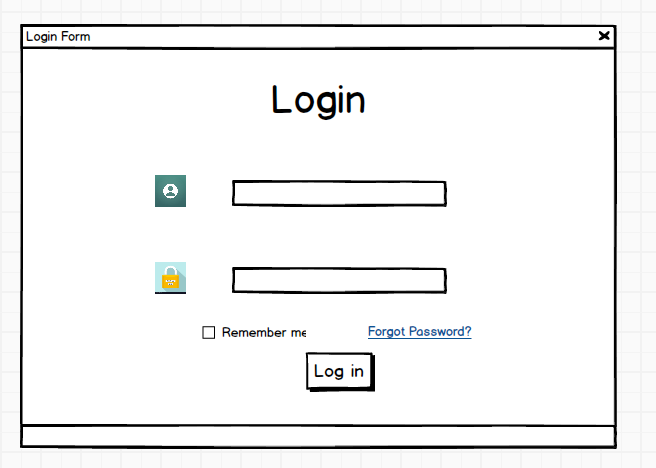 Login Form
Login
Remember me
Forgot Password?
Log in